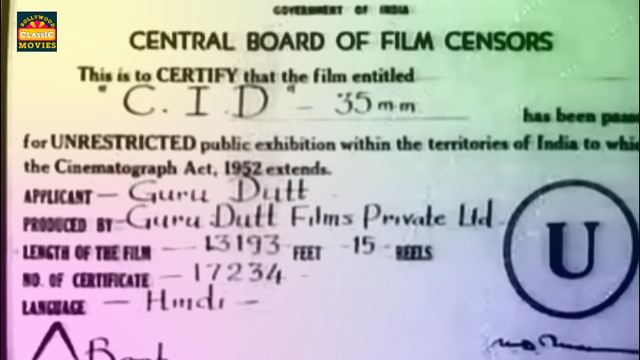 BOLLYWOOD
CLASSIC
MOVIES
GOVERNMENT OF INDIA
CENTRAL BOARD OF FILM CENSORS
This is to CERTIFY that the film entitled
"C. I. D" - 35mm
has been
for UNRESTRICTED public exhibition within the territories of India to
the Cinematograph Act, 1952 extends.
APPLICANT - Guru Dutt
PRODUCED BY - Guru Dutt Films Private Ltd
LENGTH OF THE FILM - 13193 FEET - 15 REELS
NO. OF CERTIFICATE - 17234
LANGUAGE - Hindi -
U
A